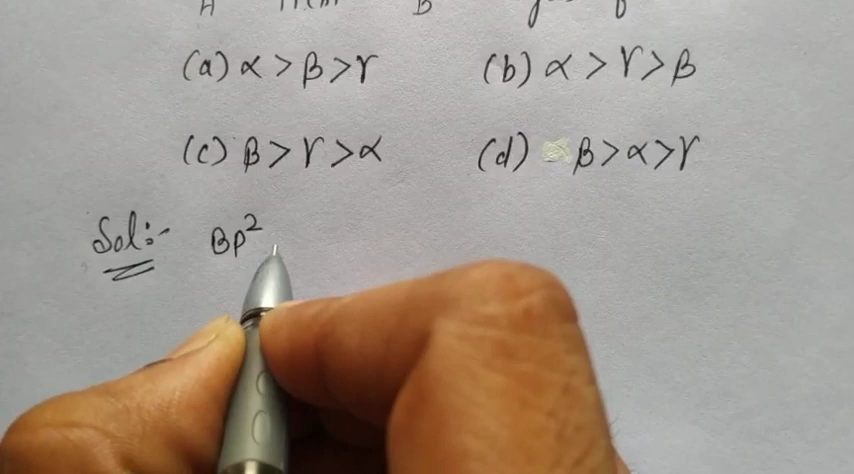 (a) α > β > γ (b) α > γ > β
(c) β > γ > α (d) β > α > γ
Sol:- BP²